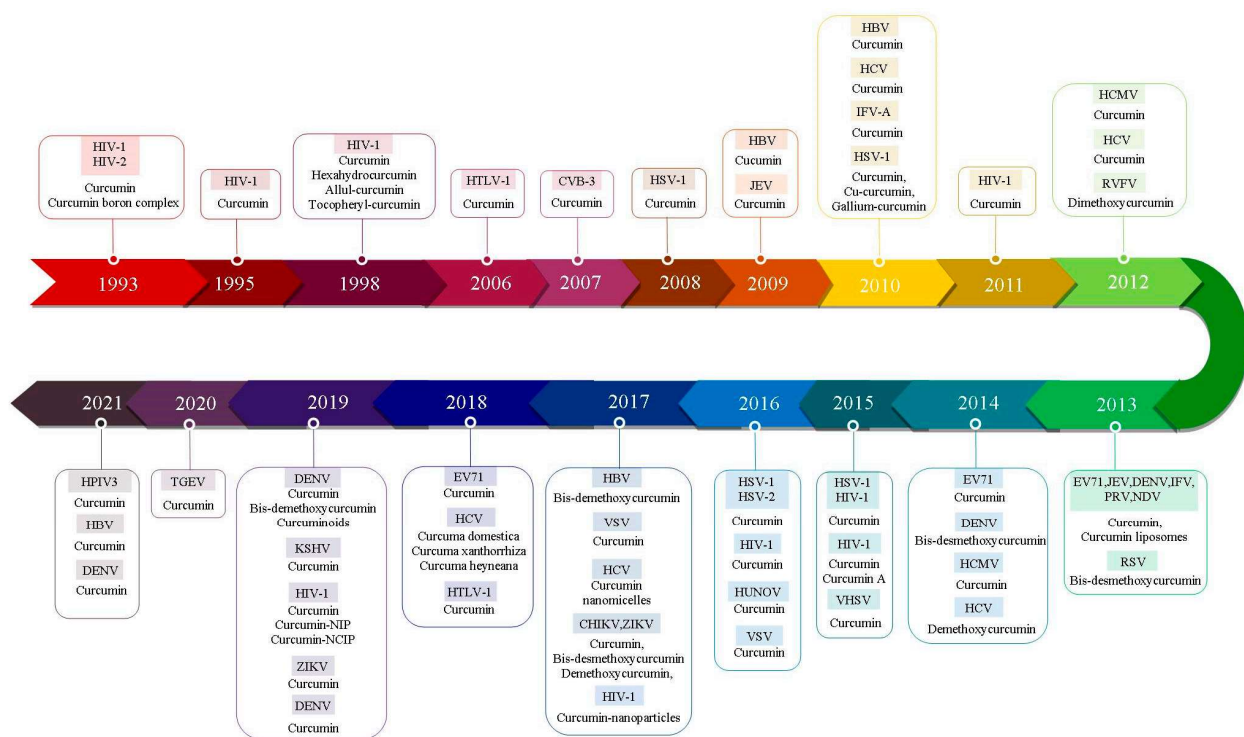 HIV-1
HIV-2
Curcumin
Curcumin boron complex
1993
HIV-1
Curcumin
1995
HIV-1
Curcumin
Hexahydrocurcumin
Allul-curcumin
Tocopheryl-curcumin
1998
HTLV-1
Curcumin
2006
CVB-3
Curcumin
2007
HSV-1
Curcumin
2008
HBV
Cucumin
JEV
Curcumin
2009
HBV
Curcumin
HCV
Curcumin
IFV-A
Curcumin
HSV-1
Curcumin,
Cu-curcumin,
Gallium-curcumin
2010
HIV-1
Curcumin
2011
HCMV
Curcumin
HCV
Curcumin
RVFV
Dimethoxycurcumin
2012
2013
EV71,JEV,DENV,IFV,
PRV,NDV
Curcumin,
Curcumin liposomes
RSV
Bis-desmethoxycurcumin
2014
EV71
Curcumin
DENV
Bis-desmethoxycurcumin
HCMV
Curcumin
HCV
Demethoxycurcumin
2015
HSV-1
HIV-1
Curcumin
HIV-1
Curcumin
Curcumin A
VHSV
Curcumin
2016
HSV-1
HSV-2
Curcumin
HIV-1
Curcumin
HUNOV
Curcumin
VSV
Curcumin
2017
HBV
Bis-demethoxycurcumin
VSV
Curcumin
HCV
Curcumin
nanomicelles
CHIKV,ZIKV
Curcumin,
Bis-desmethoxycurcumin
Demethoxycurcumin,
HIV-1
Curcumin-nanoparticles
2018
EV71
Curcumin
HCV
Curcuma domestica
Curcuma xanthorrhiza
Curcuma heyneana
HTLV-1
Curcumin
2019
DENV
Curcumin
Bis-demethoxycurcumin
Curcuminoids
KSHV
Curcumin
HIV-1
Curcumin
Curcumin-NIP
Curcumin-NCIP
ZIKV
Curcumin
DENV
Curcumin
2020
TGEV
Curcumin
2021
HPIV3
Curcumin
HBV
Curcumin
DENV
Curcumin